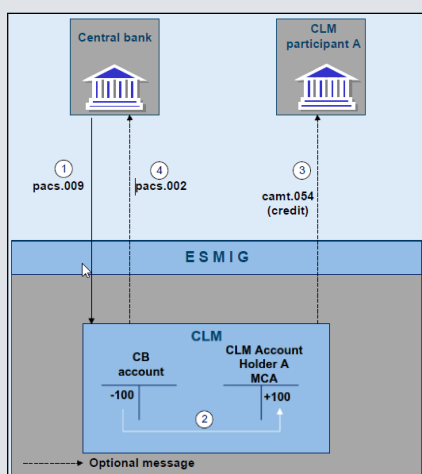 Central bank
CLM
participant A
1
pacs.009
4
pacs.002
3
camt.054
(credit)
ESMIG
CLM
CB
account
CLM Account
Holder A
MCA
-100
+100
2
Optional message